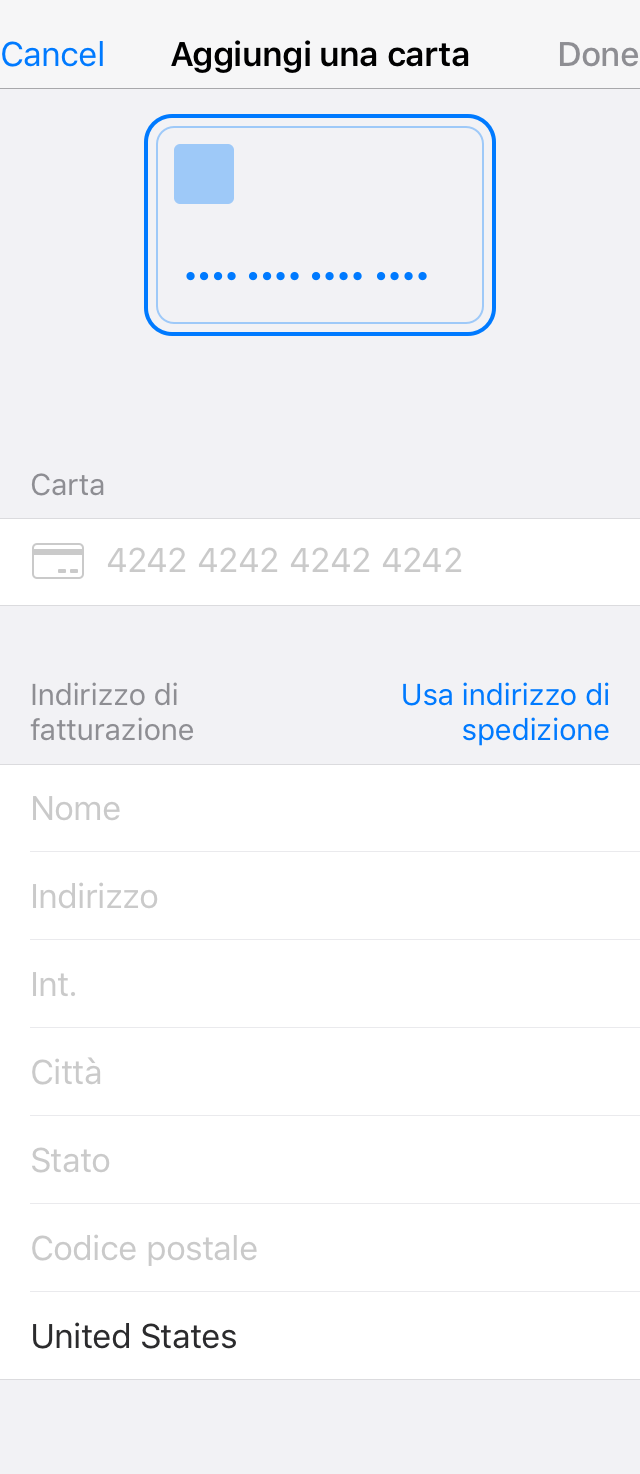 Cancel Aggiungi una carta Done
•••• •••• •••• ••••
Carta
4242 4242 4242 4242
Indirizzo di fatturazione
Usa indirizzo di spedizione
Nome
Indirizzo
Int.
Città
Stato
Codice postale
United States